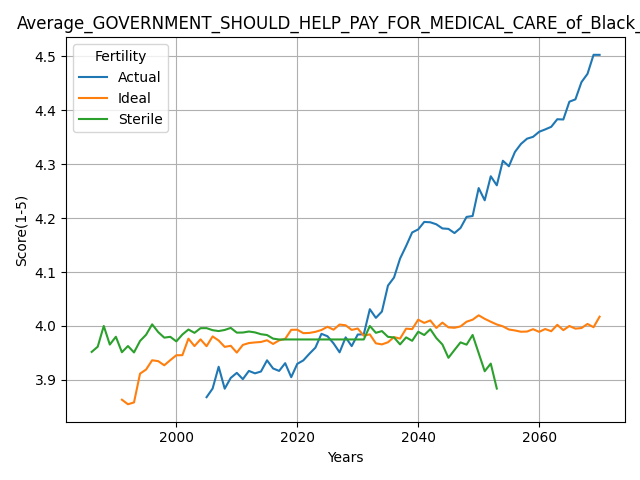 Average_GOVERNMENT_SHOULD_HELP_PAY_FOR_MEDICAL_CARE_of_Black_
Fertility
Actual
Ideal
Sterile
4.5
4.4
4.3
4.2
4.1
4.0
3.9
Score(1-5)
2000 2020 2040 2060
Years